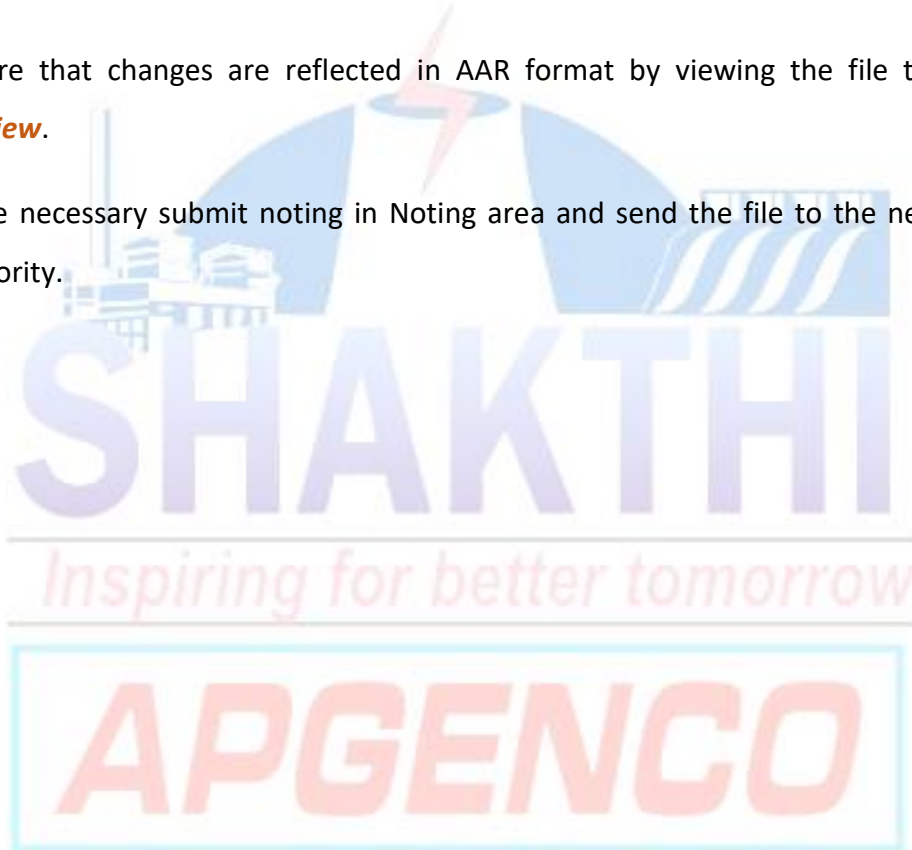 re that changes are reflected in AAR format by viewing the file t
iew.
e necessary submit noting in Noting area and send the file to the ne
ority.
SHAKTHI
Inspiring for better tomorrow
APGENCO